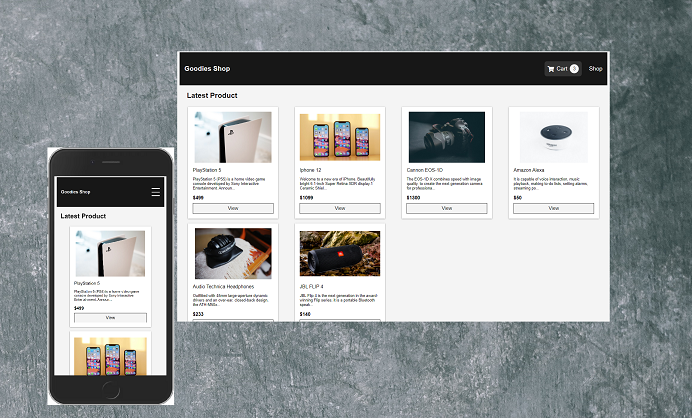 Goodies Shop
Cart
Shop
Latest Product
PlayStation 5
PlayStation 5 (PS5) is a home video game
console developed by Sony Interactive
Entertainment. Announ...
$499
View
Iphone 12
Welcome to a new era of iPhone. Beautifully
bright 6.1-inch Super Retina XDR display.1
Ceramic Shiel...
$1099
View
Cannon EOS-1D
The EOS-1D X combines speed with image
quality, to create the next generation camera
for professiona...
$1300
View
Amazon Alexa
It is capable of voice interaction, music
playback, making to-do lists, setting alarms,
streaming po...
$50
View
Audio Technica Headphones
Outfitted with 45mm large-aperture dynamic
drivers and an over-ear, closed-back design,
the ATH-M50x...
$233
JBL FLIP 4
JBL Flip 4 is the next generation in the award-
winning Flip series; it is a portable Bluetooth
speak...
$140
Goodies Shop
Latest Product
PlayStation 5
PlayStation 5 (PS5) is a home video game
console developed by Sony Interactive
Entertainment. Announ...
$499
View